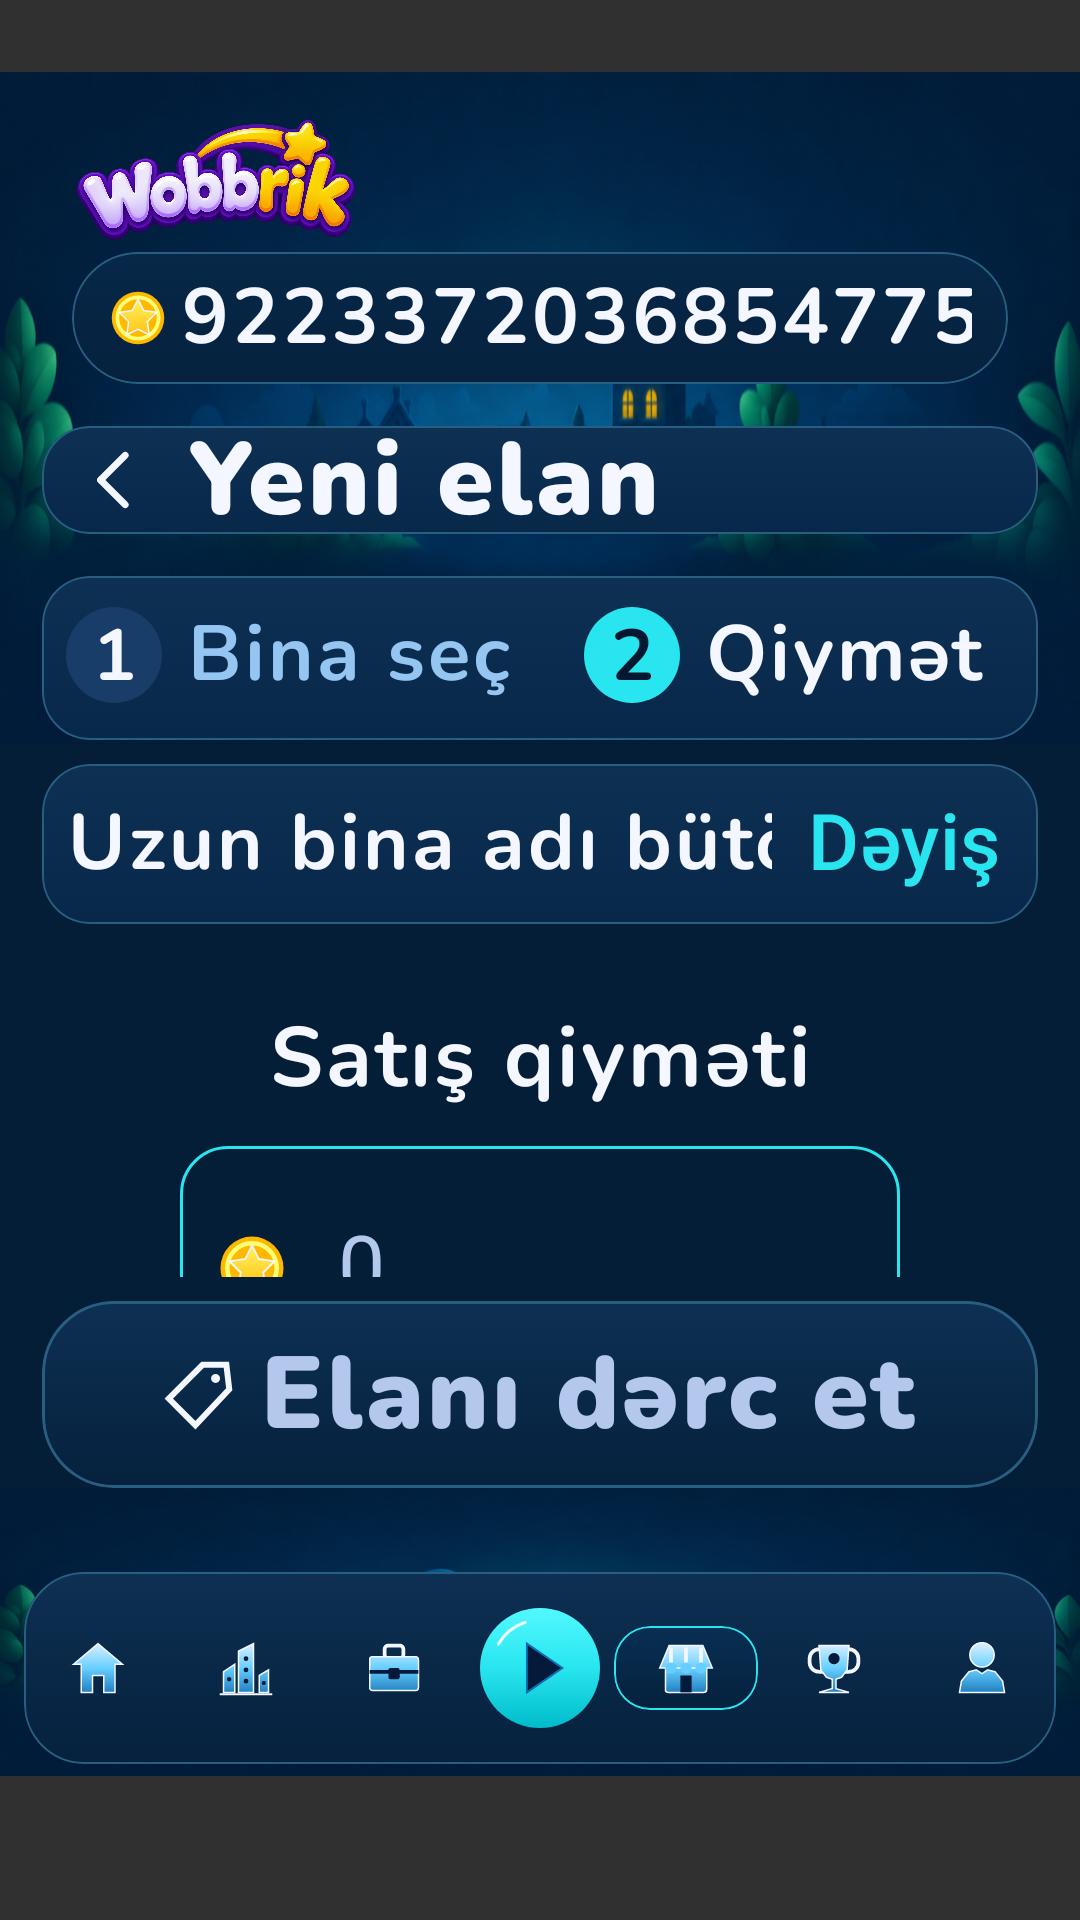 Wobbrik
9223372036854775
Yeni elan
1 Bina seç 2 Qiymət
Uzun bina adı büt Dəyiş
Satış qiyməti
0
Elanı dərc et